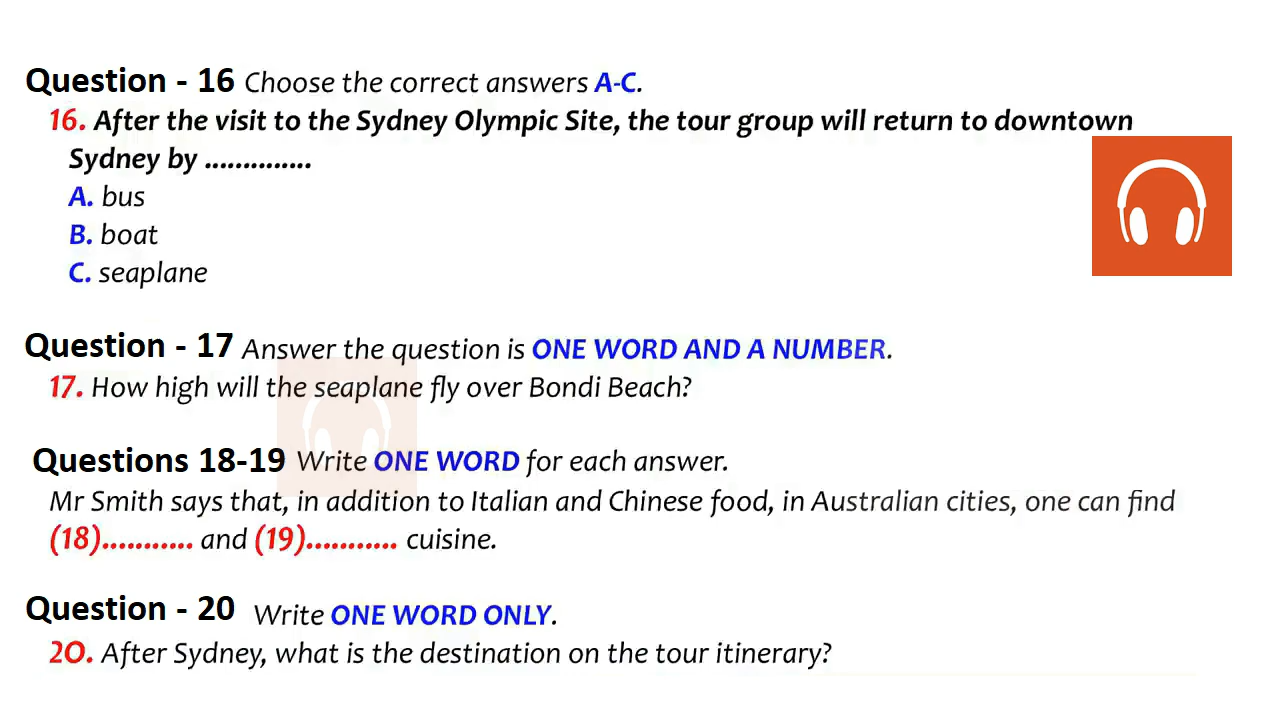 Question - 16 Choose the correct answers A-C.
16. After the visit to the Sydney Olympic Site, the tour group will return to downtown
Sydney by ..............
A. bus
B. boat
C. seaplane
Question - 17 Answer the question is ONE WORD AND A NUMBER.
17. How high will the seaplane fly over Bondi Beach?
Questions 18-19 Write ONE WORD for each answer.
Mr Smith says that, in addition to Italian and Chinese food, in Australian cities, one can find
(18)........... and (19)........... cuisine.
Question - 20 Write ONE WORD ONLY.
20. After Sydney, what is the destination on the tour itinerary?